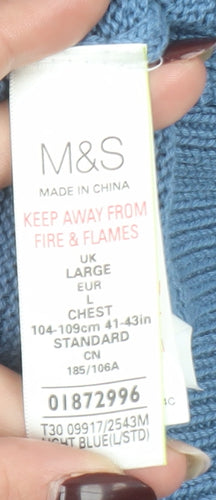 M&S
MADE IN CHINA
KEEP AWAY FROM
FIRE & FLAMES
UK
LARGE
EUR
L
CHEST
104-109cm 41-43in
STANDARD
CN
185/106A
01872996
T30 09917/2543M
LIGHT BLUE(L/STD)
4C